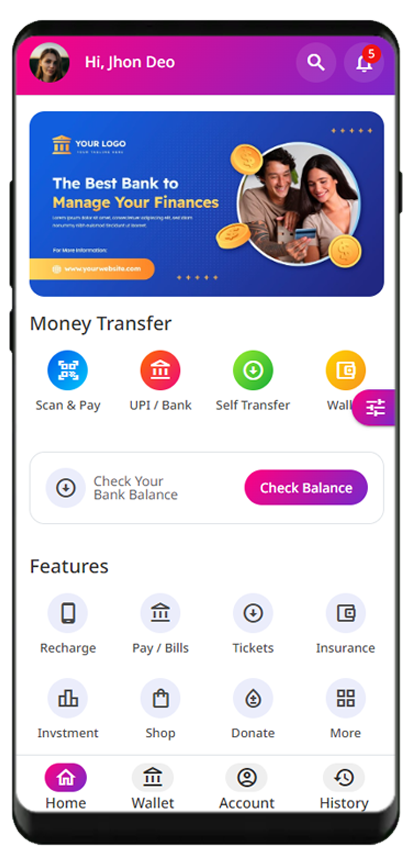 Hi, Jhon Deo
5
YOUR LOGO
YOUR TAGLINE HERE
The Best Bank to
Manage Your Finances
Lorem ipsum dolor sit amet, consectetuer adipiscing elit, sed diam
nonummy nibh euismod tincidunt ut laoreet
For More Information:
www.yourwebsite.com
Money Transfer
Scan & Pay
UPI / Bank
Self Transfer
Wall
Check Your
Bank Balance
Check Balance
Features
Recharge
Pay / Bills
Tickets
Insurance
Invstment
Shop
Donate
More
Home
Wallet
Account
History